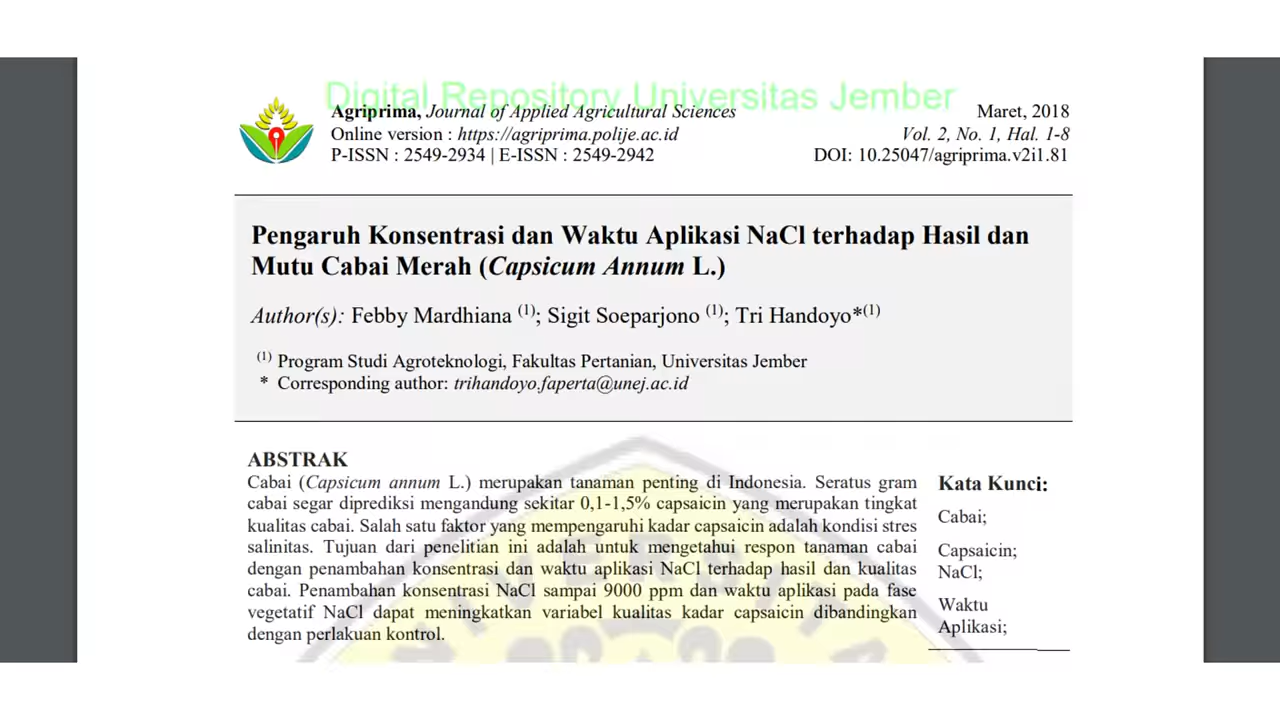 Digital Repository Universitas Jember
Agriprima, Journal of Applied Agricultural Sciences
Online version : https://agriprima.polije.ac.id
P-ISSN : 2549-2934 | E-ISSN : 2549-2942
Maret, 2018
Vol. 2, No. 1, Hal. 1-8
DOI: 10.25047/agriprima.v2i1.81
Pengaruh Konsentrasi dan Waktu Aplikasi NaCl terhadap Hasil dan
Mutu Cabai Merah (Capsicum Annum L.)
Author(s): Febby Mardhiana (1); Sigit Soeparjono (1); Tri Handoyo*(1)
(1) Program Studi Agroteknologi, Fakultas Pertanian, Universitas Jember
* Corresponding author: trihandoyo.faperta@unej.ac.id
ABSTRAK
Cabai (Capsicum annum L.) merupakan tanaman penting di Indonesia. Seratus gram
cabai segar diprediksi mengandung sekitar 0,1-1,5% capsaicin yang merupakan tingkat
kualitas cabai. Salah satu faktor yang mempengaruhi kadar capsaicin adalah kondisi stres
salinitas. Tujuan dari penelitian ini adalah untuk mengetahui respon tanaman cabai
dengan penambahan konsentrasi dan waktu aplikasi NaCl terhadap hasil dan kualitas
cabai. Penambahan konsentrasi NaCl sampai 9000 ppm dan waktu aplikasi pada fase
vegetatif NaCl dapat meningkatkan variabel kualitas kadar capsaicin dibandingkan
dengan perlakuan kontrol.
Kata Kunci:
Cabai;
Capsaicin;
NaCl;
Waktu
Aplikasi;